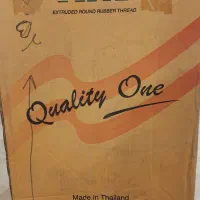 EXTRUDED ROUND RUBBER THREAD
Quality One
Made in Thailand